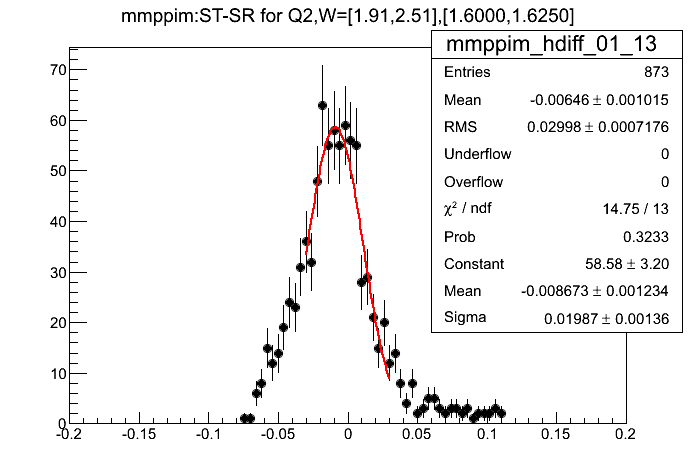 mmppim:ST-SR for Q2,W=[1.91,2.51],[1.6000,1.6250]
mmppim_hdiff_01_13
Entries 873
Mean -0.00646 ± 0.001015
RMS 0.02998 ± 0.0007176
Underflow 0
Overflow 0
χ² / ndf 14.75 / 13
Prob 0.3233
Constant 58.58 ± 3.20
Mean -0.008673 ± 0.001234
Sigma 0.01987 ± 0.00136
70
60
50
40
30
20
10
0
-0.2 -0.15 -0.1 -0.05 0 0.05 0.1 0.15 0.2